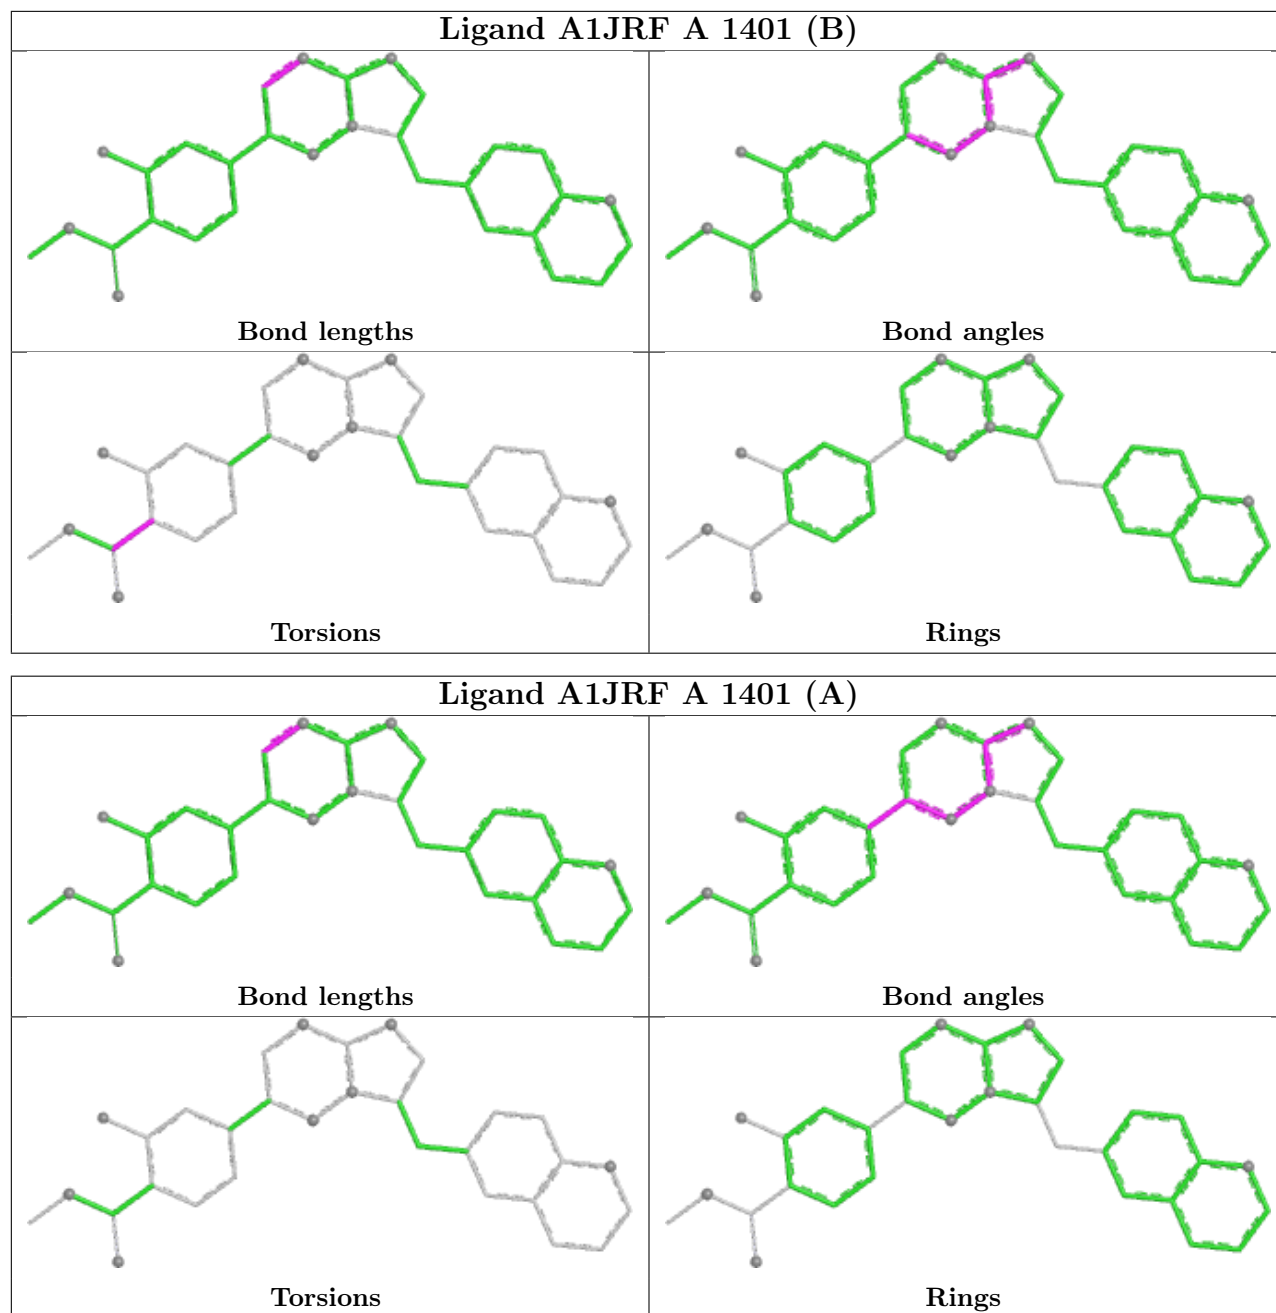 Ligand A1JRF A 1401 (B)
Bond lengths
Bond angles
Torsions
Rings
Ligand A1JRF A 1401 (A)
Bond lengths
Bond angles
Torsions
Rings